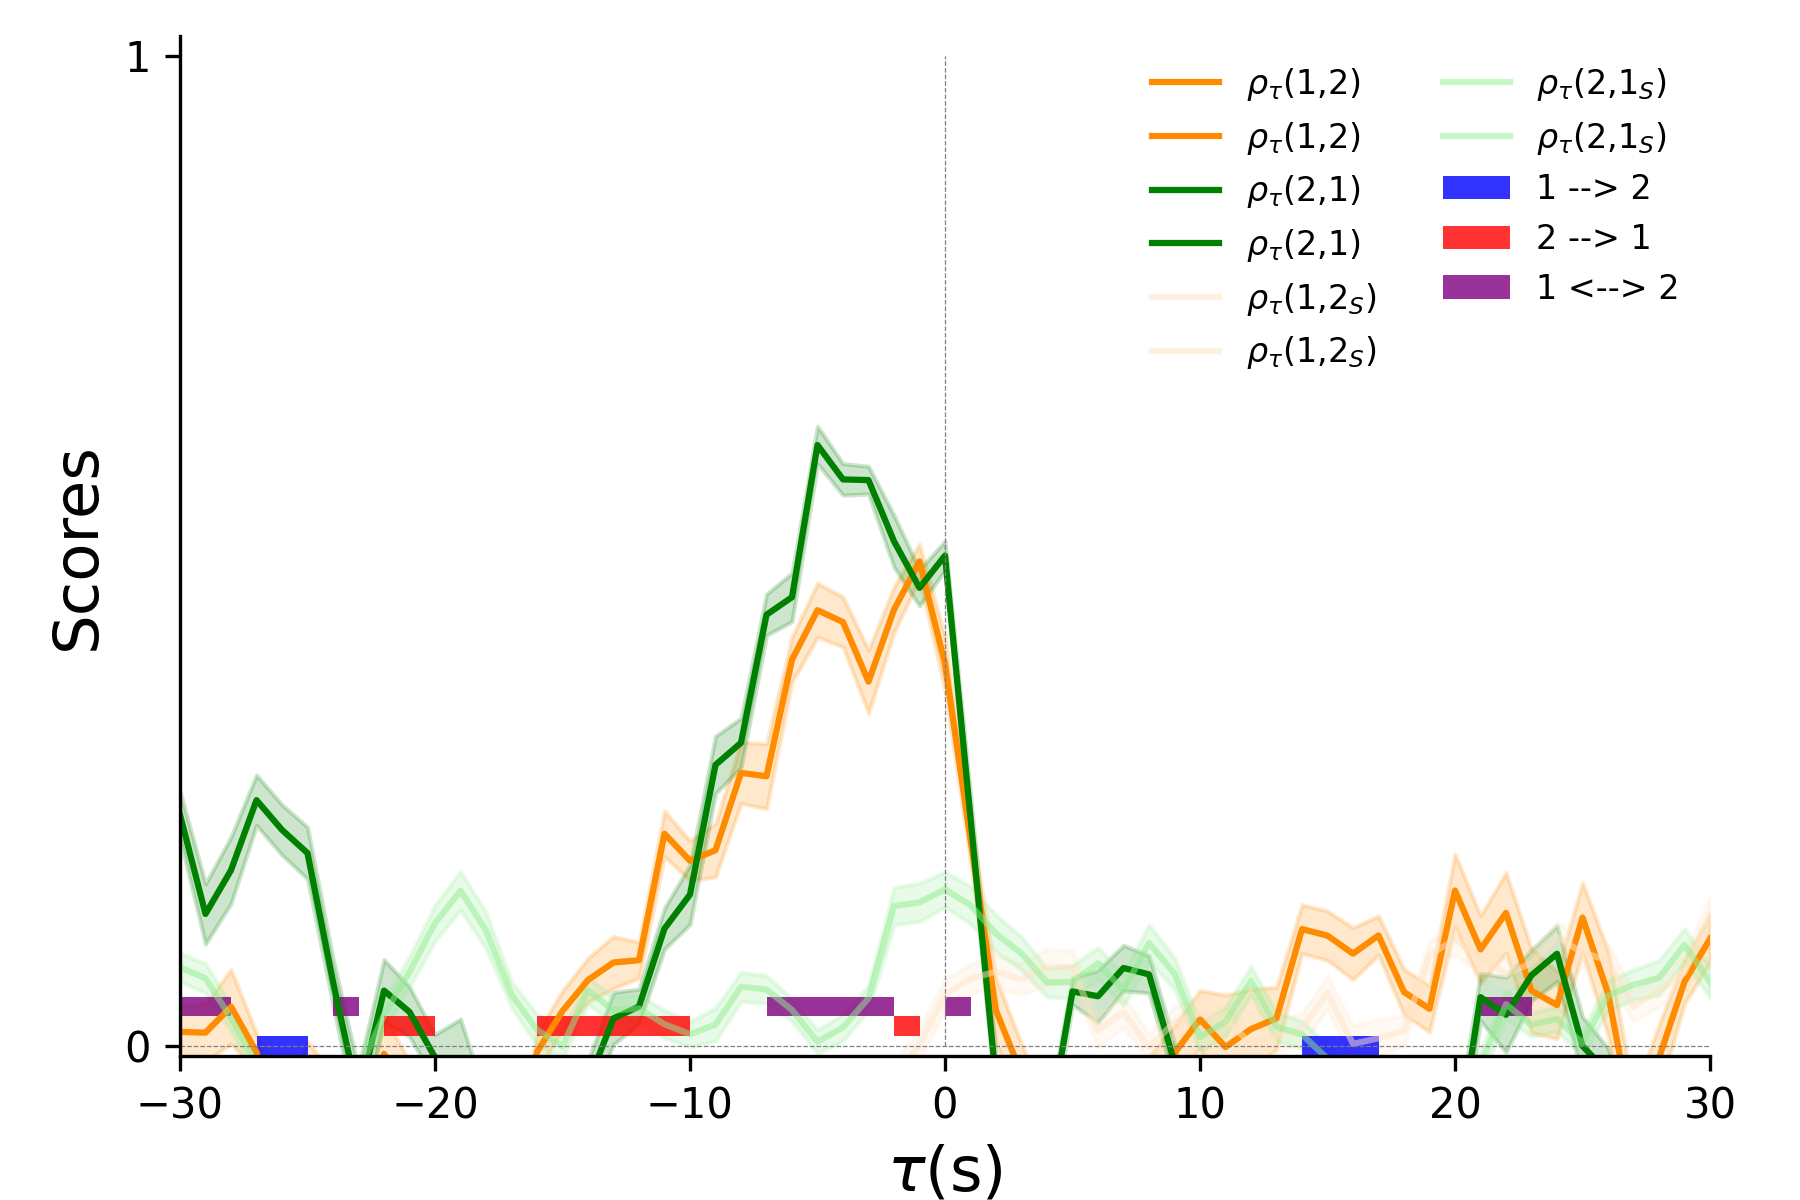 Scores
1
0
ρτ(1,2)
ρτ(1,2)
ρτ(2,1)
ρτ(2,1)
ρτ(1,2S)
ρτ(1,2S)
ρτ(2,1S)
ρτ(2,1S)
1 --> 2
2 --> 1
1 <--> 2
−30 −20 −10 0 10 20 30
τ(s)